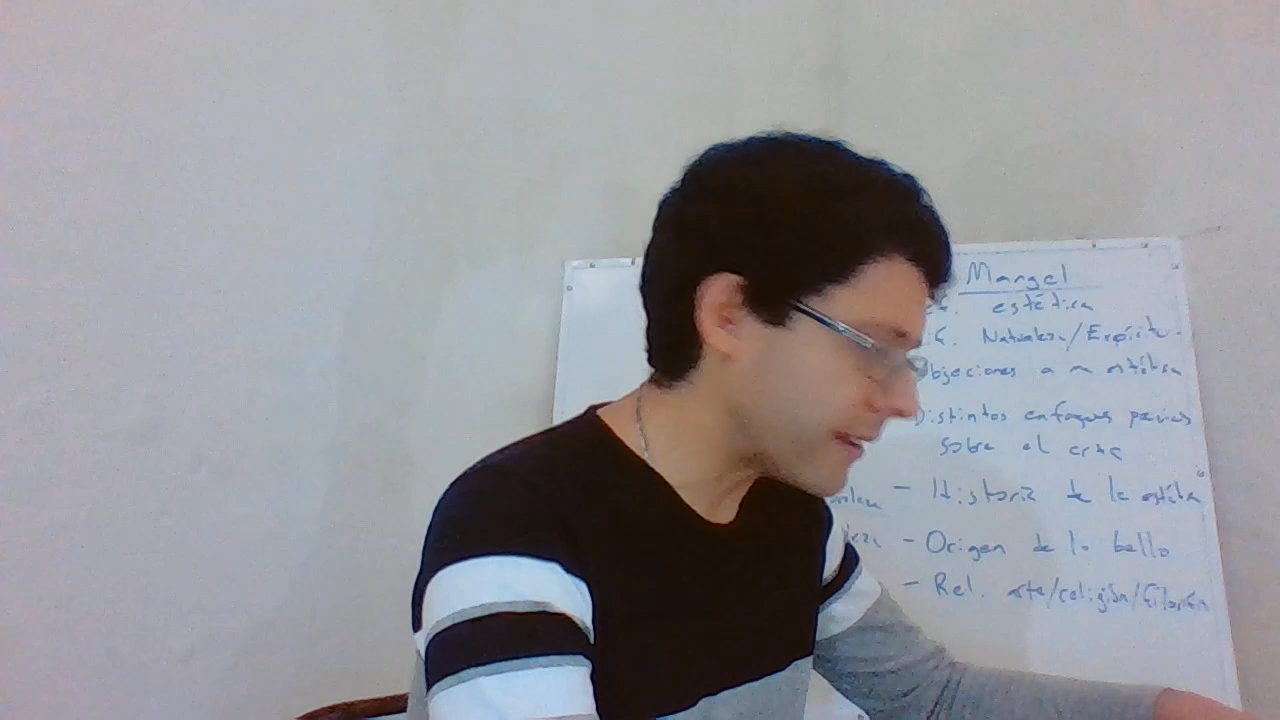 Mangel
estética
Naturaleza/Espíritu
Objeciones a estética
Distintos enfoques previos
sobre el arte
- Historia de la estética
- Origen de lo bello
- Rel. arte/religión/filosofía